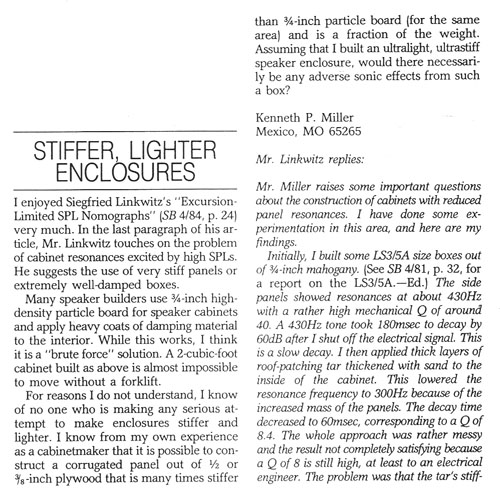 STIFFER, LIGHTER
ENCLOSURES
I enjoyed Siegfried Linkwitz's "Excursion-
Limited SPL Nomographs" (SB 4/84, p. 24)
very much. In the last paragraph of his ar-
ticle, Mr. Linkwitz touches on the problem
of cabinet resonances excited by high SPLs.
He suggests the use of very stiff panels or
extremely well-damped boxes.
Many speaker builders use ¾-inch high-
density particle board for speaker cabinets
and apply heavy coats of damping material
to the interior. While this works, I think
it is a "brute force" solution. A 2-cubic-foot
cabinet built as above is almost impossible
to move without a forklift.
For reasons I do not understand, I know
of no one who is making any serious at-
tempt to make enclosures stiffer and
lighter. I know from my own experience
as a cabinetmaker that it is possible to con-
struct a corrugated panel out of ½ or
⅜-inch plywood that is many times stiffer
than ¾-inch particle board (for the same
area) and is a fraction of the weight.
Assuming that I built an ultralight, ultrastiff
speaker enclosure, would there necessari-
ly be any adverse sonic effects from such
a box?
Kenneth P. Miller
Mexico, MO 65265
Mr. Linkwitz replies:
Mr. Miller raises some important questions
about the construction of cabinets with reduced
panel resonances. I have done some ex-
perimentation in this area, and here are my
findings.
Initially, I built some LS3/5A size boxes out
of ¾-inch mahogany. (See SB 4/81, p. 32, for
a report on the LS3/5A.—Ed.) The side
panels showed resonances at about 430Hz
with a rather high mechanical Q of around
40. A 430Hz tone took 180msec to decay by
60dB after I shut off the electrical signal. This
is a slow decay. I then applied thick layers of
roof-patching tar thickened with sand to the
inside of the cabinet. This lowered the
resonance frequency to 300Hz because of the
increased mass of the panels. The decay time
decreased to 60msec, corresponding to a Q of
8.4. The whole approach was rather messy
and the result not completely satisfying because
a Q of 8 is still high, at least to an electrical
engineer. The problem was that the tar's stiff-